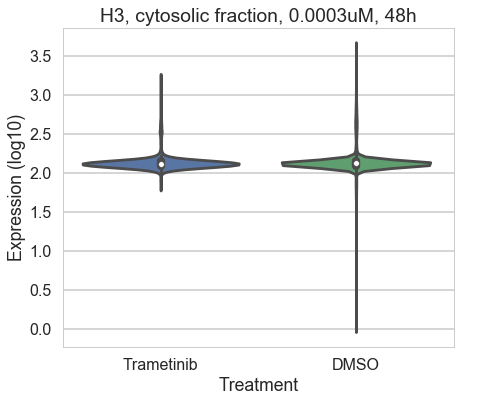 H3, cytosolic fraction, 0.0003uM, 48h
3.5
3.0
2.5
2.0
1.5
1.0
0.5
0.0
Expression (log10)
Trametinib
DMSO
Treatment